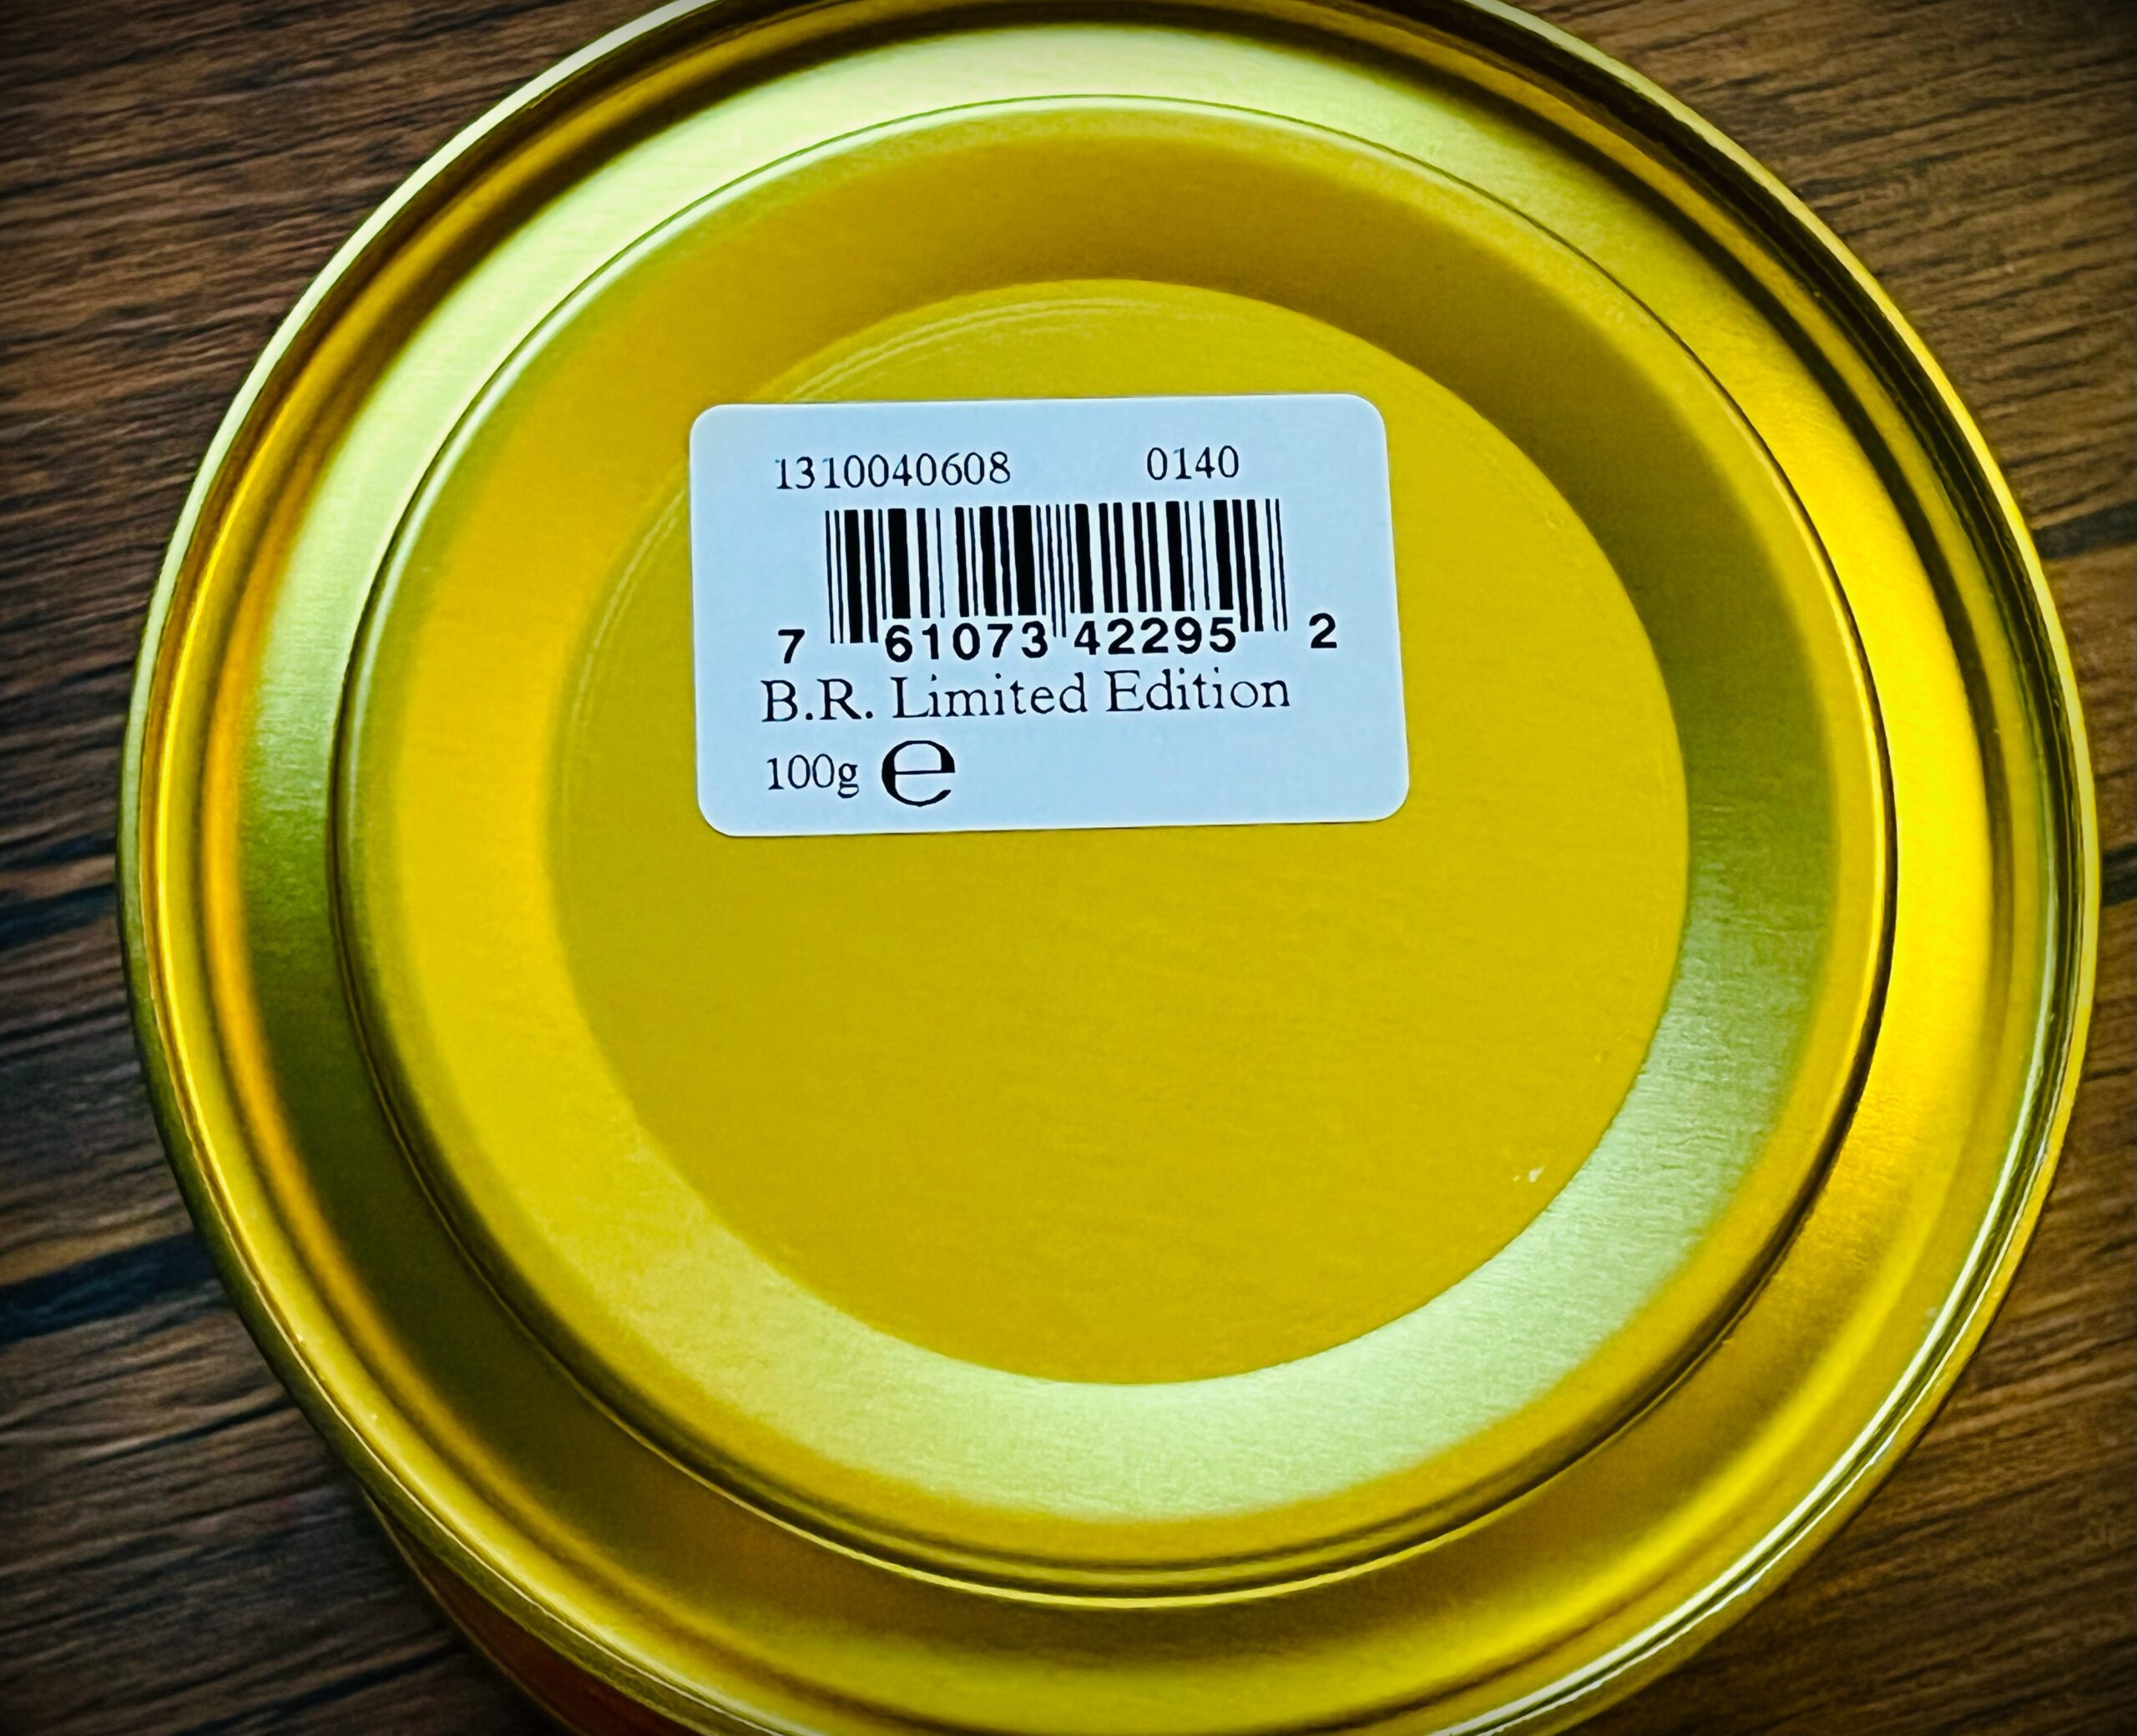 1310040608 0140
7 61073 42295 2
B.R. Limited Edition
100g ℮